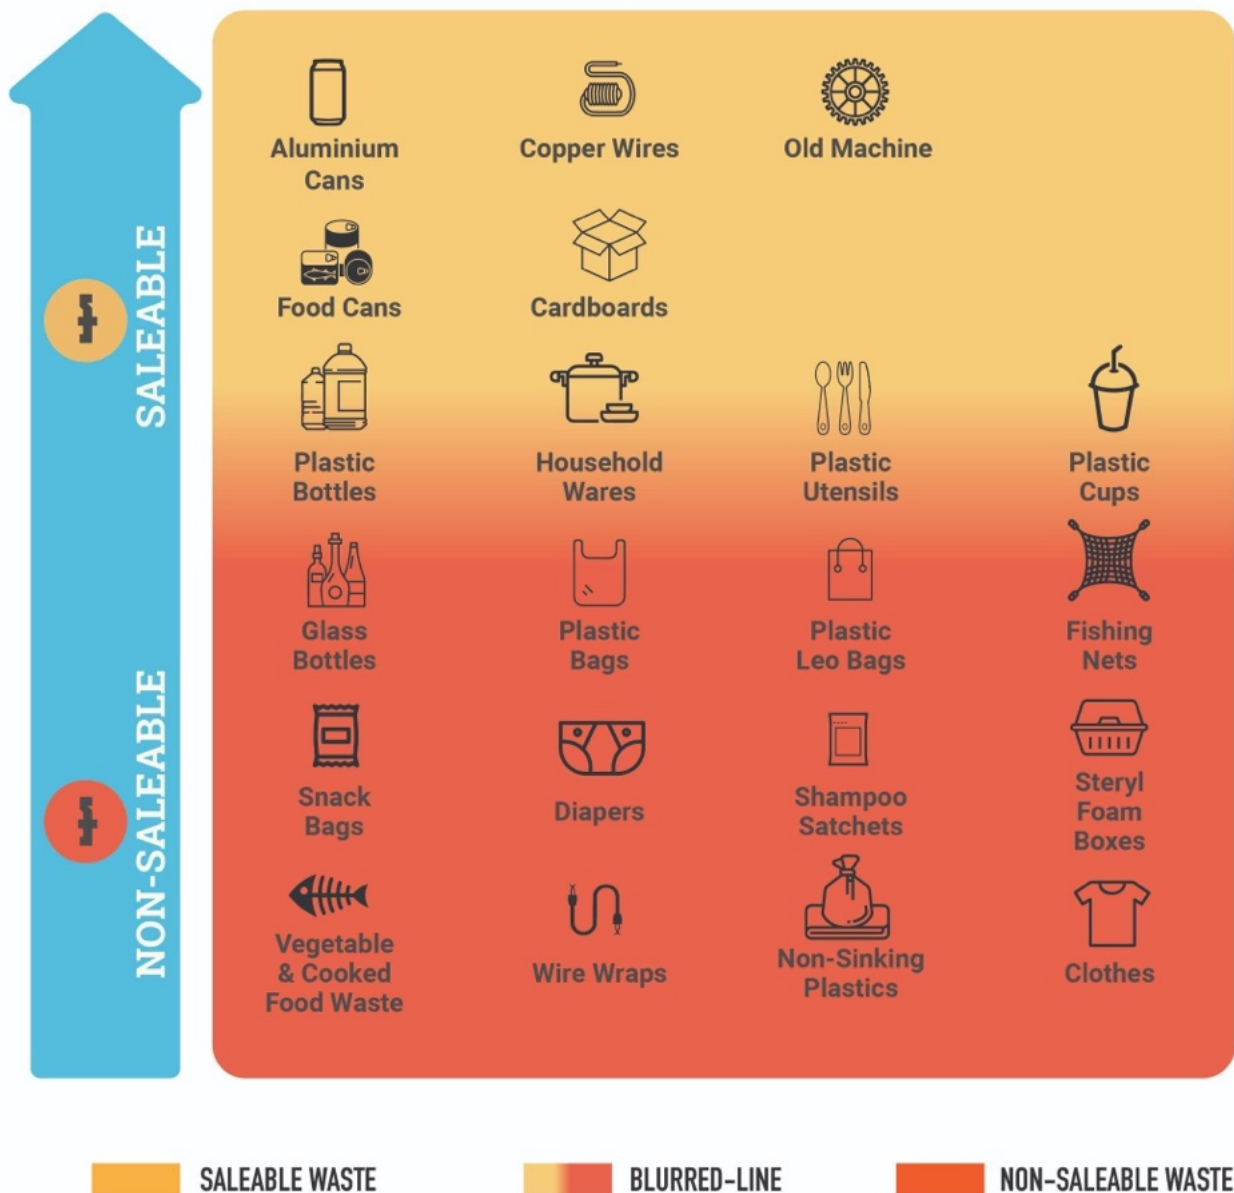 SALEABLE
NON-SALEABLE
Aluminium
Cans
Copper Wires
Old Machine
Food Cans
Cardboards
Plastic
Bottles
Household
Wares
Plastic
Utensils
Plastic
Cups
Glass
Bottles
Plastic
Bags
Plastic
Leo Bags
Fishing
Nets
Snack
Bags
Diapers
Shampoo
Satchets
Steryl
Foam
Boxes
Vegetable
& Cooked
Food Waste
Wire Wraps
Non-Sinking
Plastics
Clothes
SALEABLE WASTE
BLURRED-LINE
NON-SALEABLE WASTE